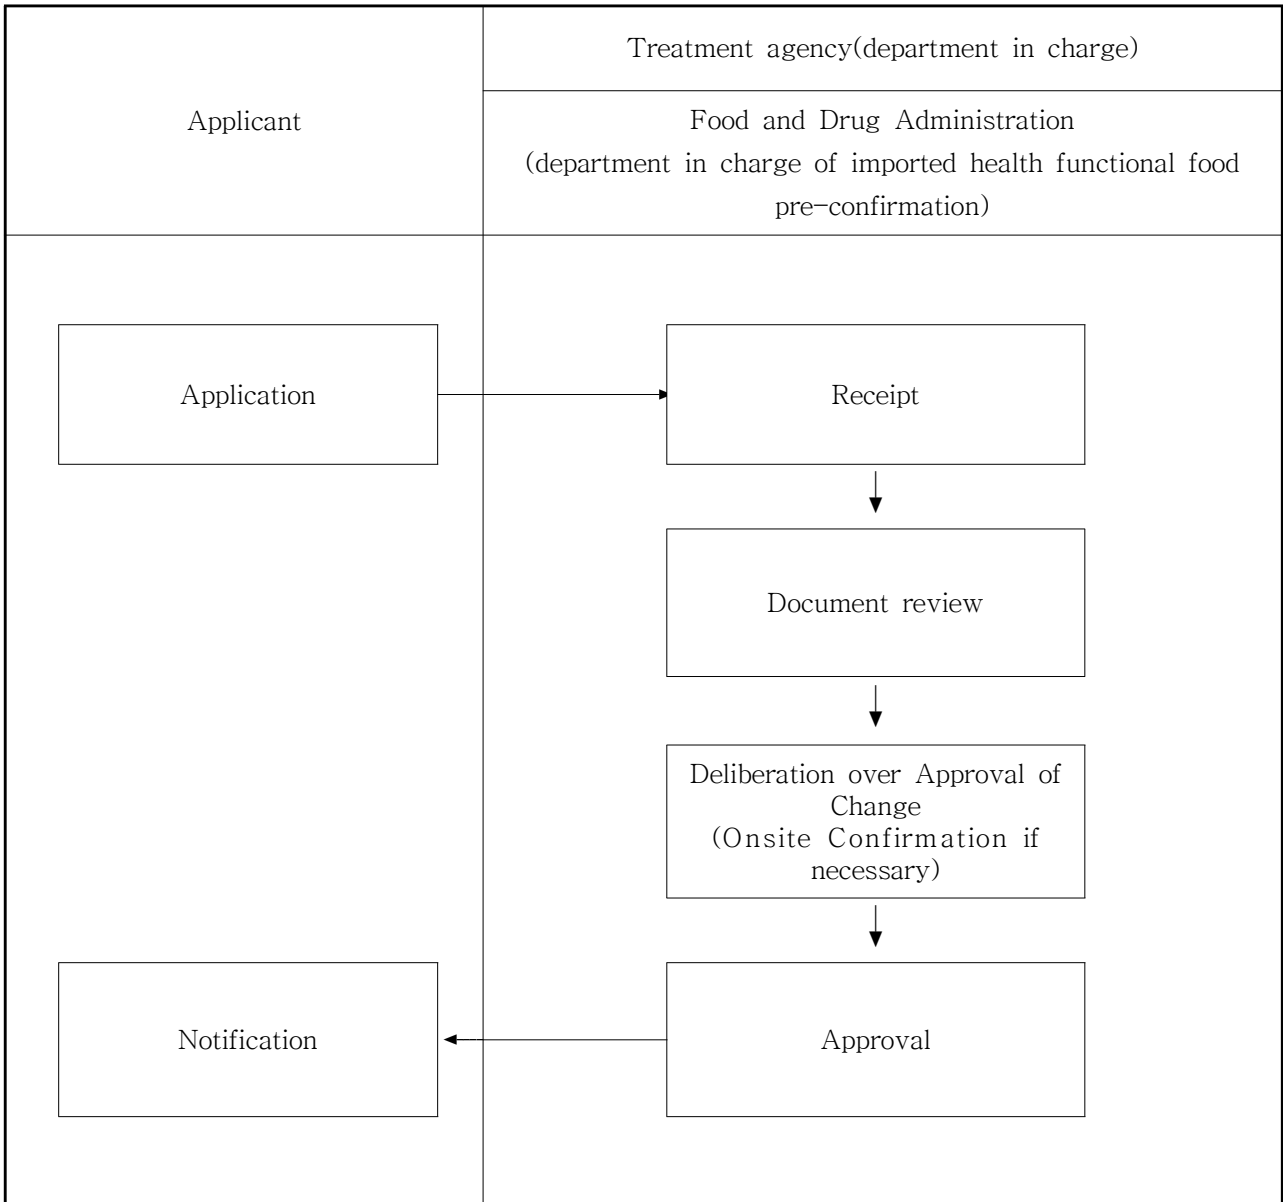 Applicant
Treatment agency(department in charge)
Food and Drug Administration
(department in charge of imported health functional food
pre-confirmation)
Application
Receipt
Document review
Deliberation over Approval of
Change
(Onsite Confirmation if
necessary)
Notification
Approval